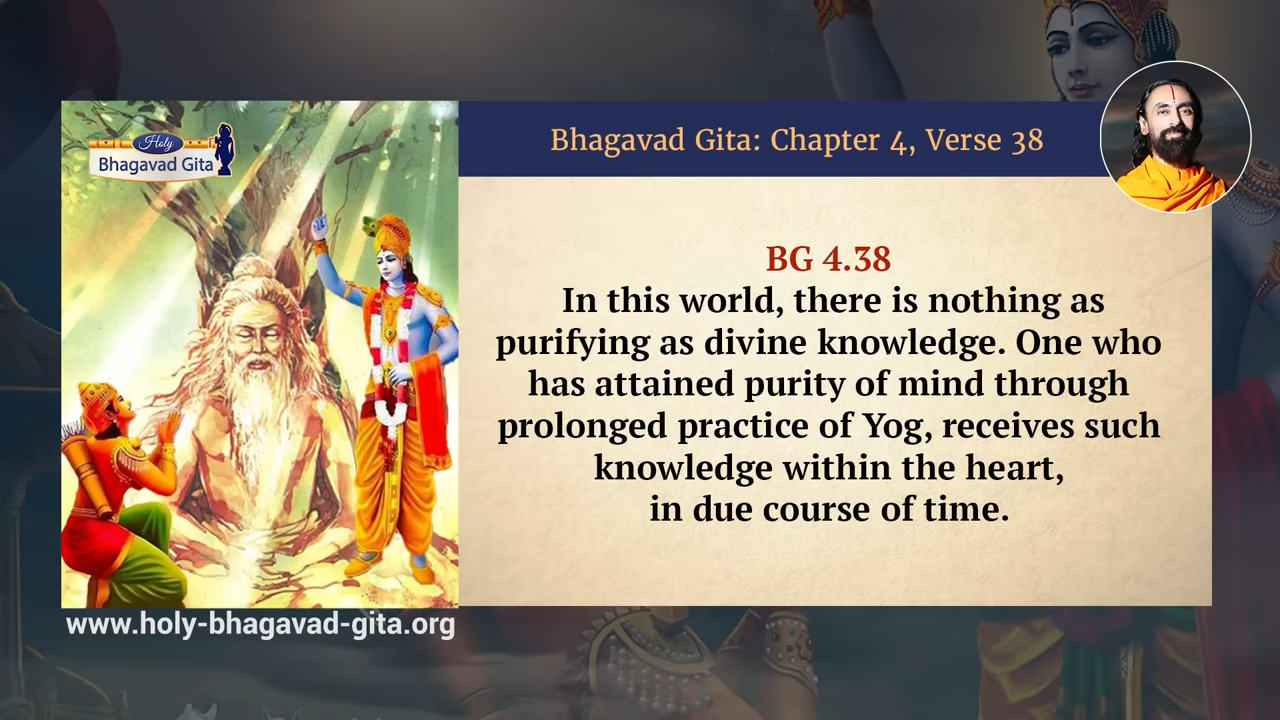 Holy
Bhagavad Gita
Bhagavad Gita: Chapter 4, Verse 38
BG 4.38
In this world, there is nothing as
purifying as divine knowledge. One who
has attained purity of mind through
prolonged practice of Yog, receives such
knowledge within the heart,
in due course of time.
www.holy-bhagavad-gita.org